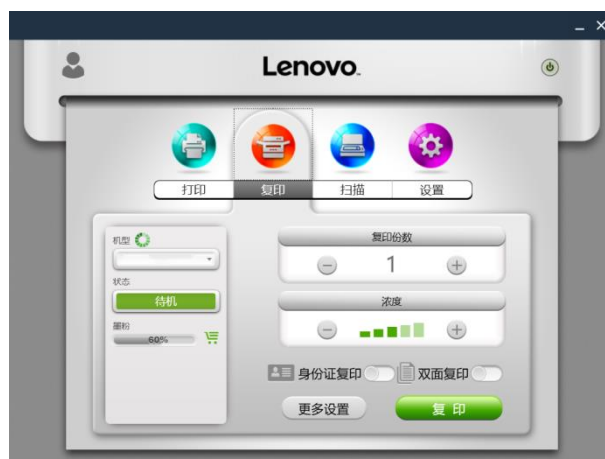 Lenovo
打印 复印 扫描 设置
机型
状态
待机
墨粉
60%
复印份数
1
浓度
身份证复印 双面复印
更多设置 复 印